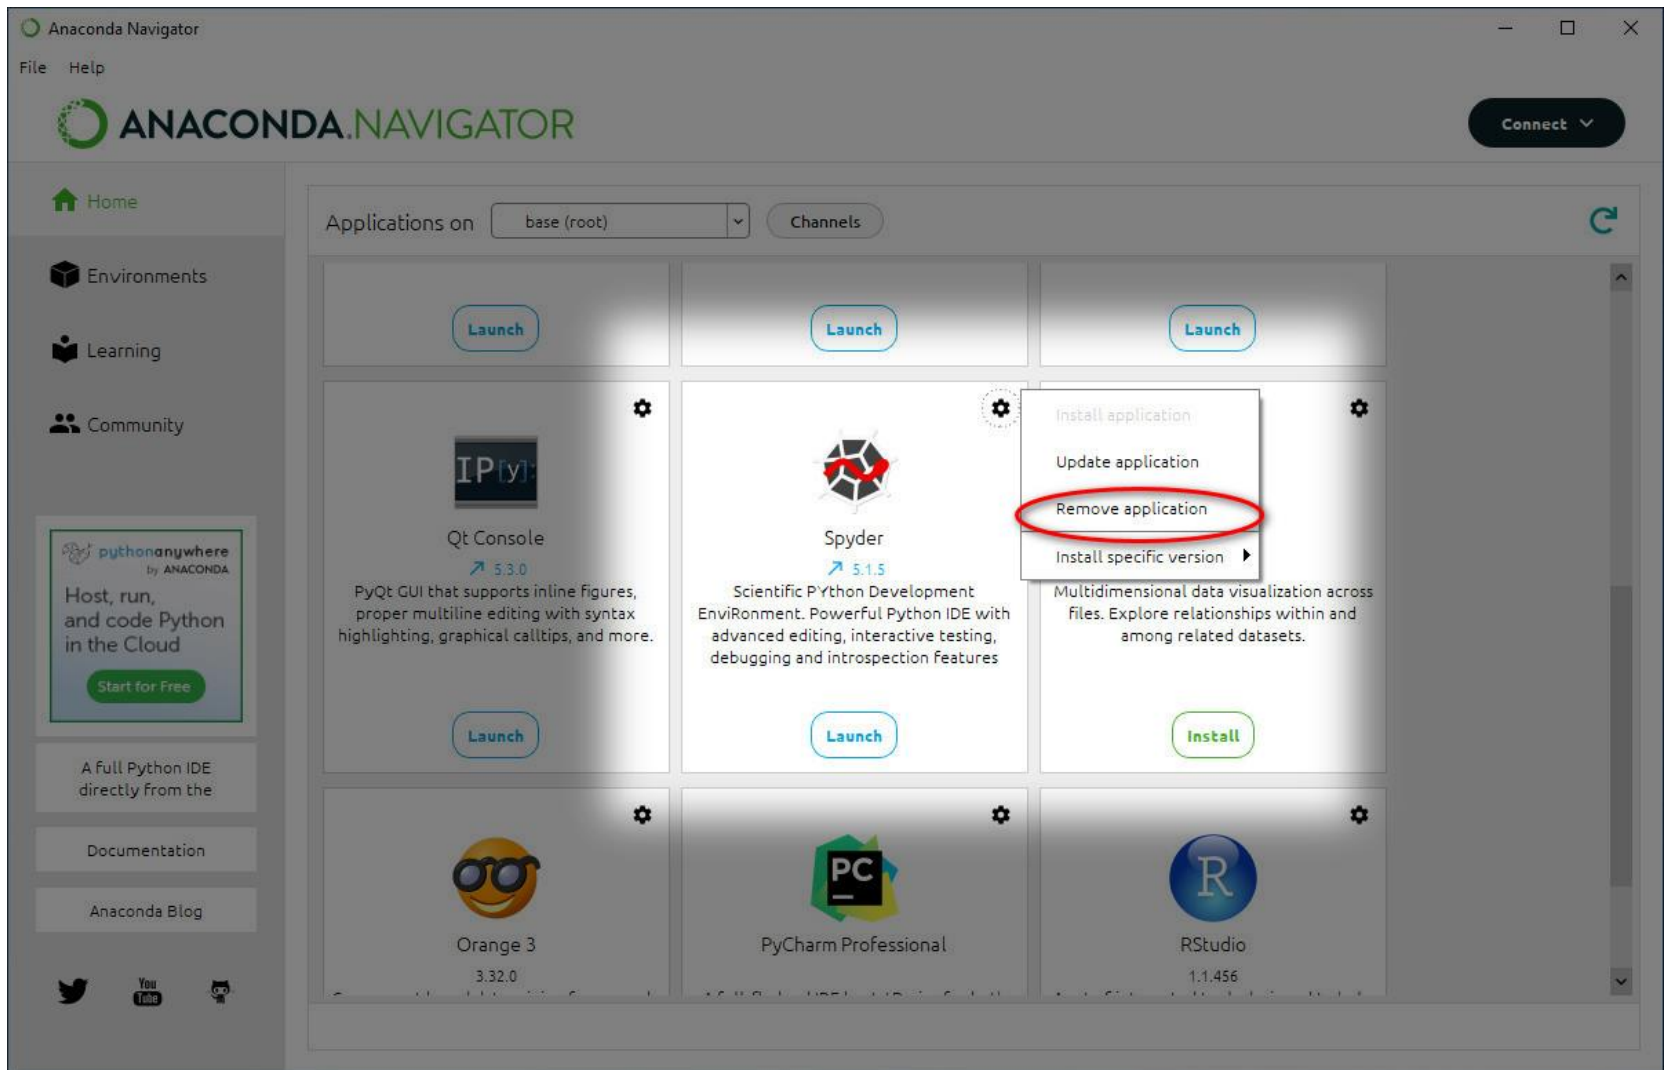 Anaconda Navigator
File Help
ANACONDA.NAVIGATOR
Connect
Home
Applications on base (root) Channels
Environments
Learning
Community
Launch Launch Launch
Install application
Update application
Remove application
Install specific version
IP[y]:
Qt Console
5.3.0
PyQt GUI that supports inline figures,
proper multiline editing with syntax
highlighting, graphical calltips, and more.
Launch
Spyder
5.1.5
Scientific PYthon Development
EnviRonment. Powerful Python IDE with
advanced editing, interactive testing,
debugging and introspection features
Launch
Multidimensional data visualization across
files. Explore relationships within and
among related datasets.
Install
pythonanywhere
by ANACONDA
Host, run,
and code Python
in the Cloud
Start for Free
A full Python IDE
directly from the
Documentation
Anaconda Blog
You
Tube
Orange 3
3.32.0
PC
PyCharm Professional
R
RStudio
1.1.456